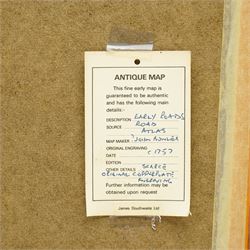 ANTIQUE MAP
This fine early map is
guaranteed to be authentic
and has the following main
details:-
DESCRIPTION EARLY ROADS
SOURCE ROAD
ATLAS
MAP MAKER JOHN BOWLES
ORIGINAL ENGRAVING
DATE c1757
EDITION
OTHER DETAILS SCARCE
ORIGINAL COPPERPLATE
ENGRAVING
Further information may be
obtained upon request
James Southwaite Ltd